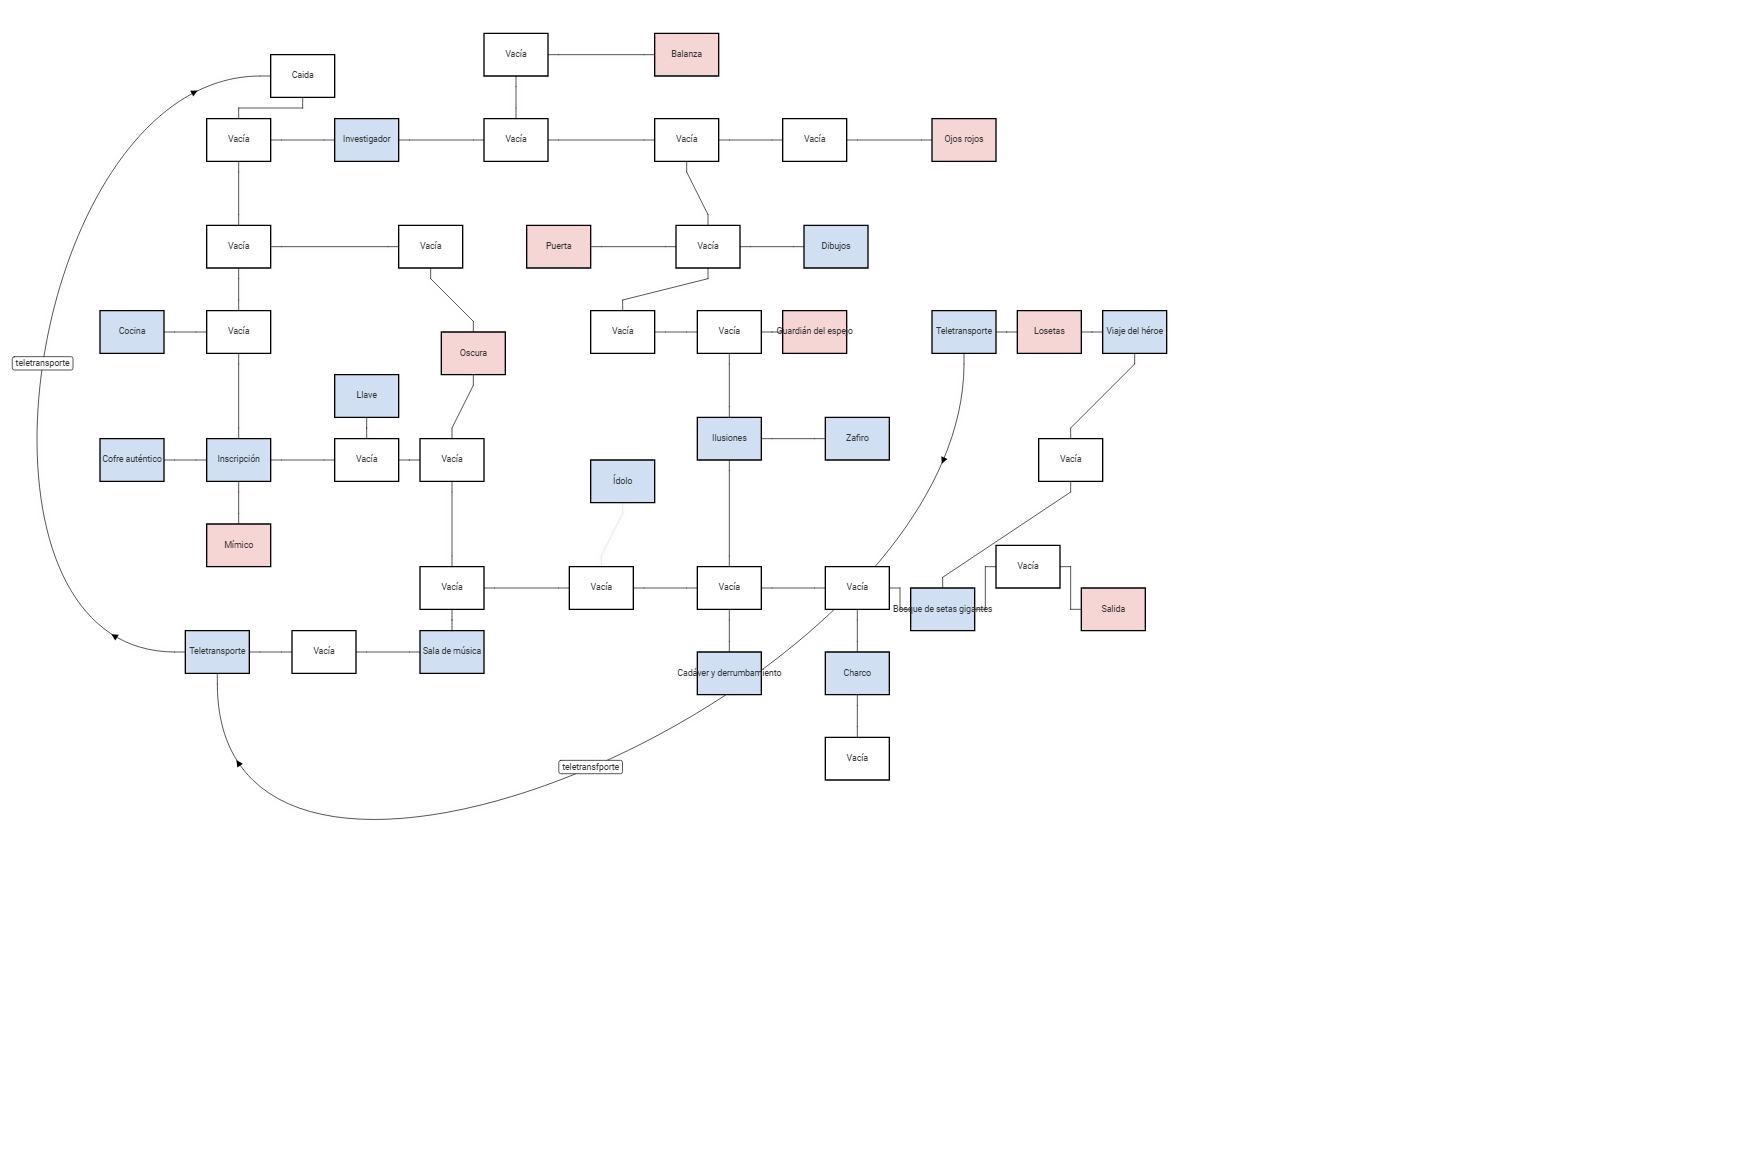 Vacía
Balanza
Caida
Vacía
Investigador
Vacía
Vacía
Vacía
Ojos rojos
Vacía
Vacía
Puerta
Vacía
Dibujos
Cocina
Vacía
Vacía
Vacía
Guardián del espejo
Teletransporte
Losetas
Viaje del héroe
Oscura
teletransporte
Llave
Ilusiones
Zafiro
Cofre auténtico
Inscripción
Vacía
Vacía
Vacía
Ídolo
Mímico
Vacía
Vacía
Vacía
Vacía
Vacía
Bosque de setas gigantes
Salida
Teletransporte
Vacía
Sala de música
Cadáver y derrumbamiento
Charco
Vacía
teletransfporte